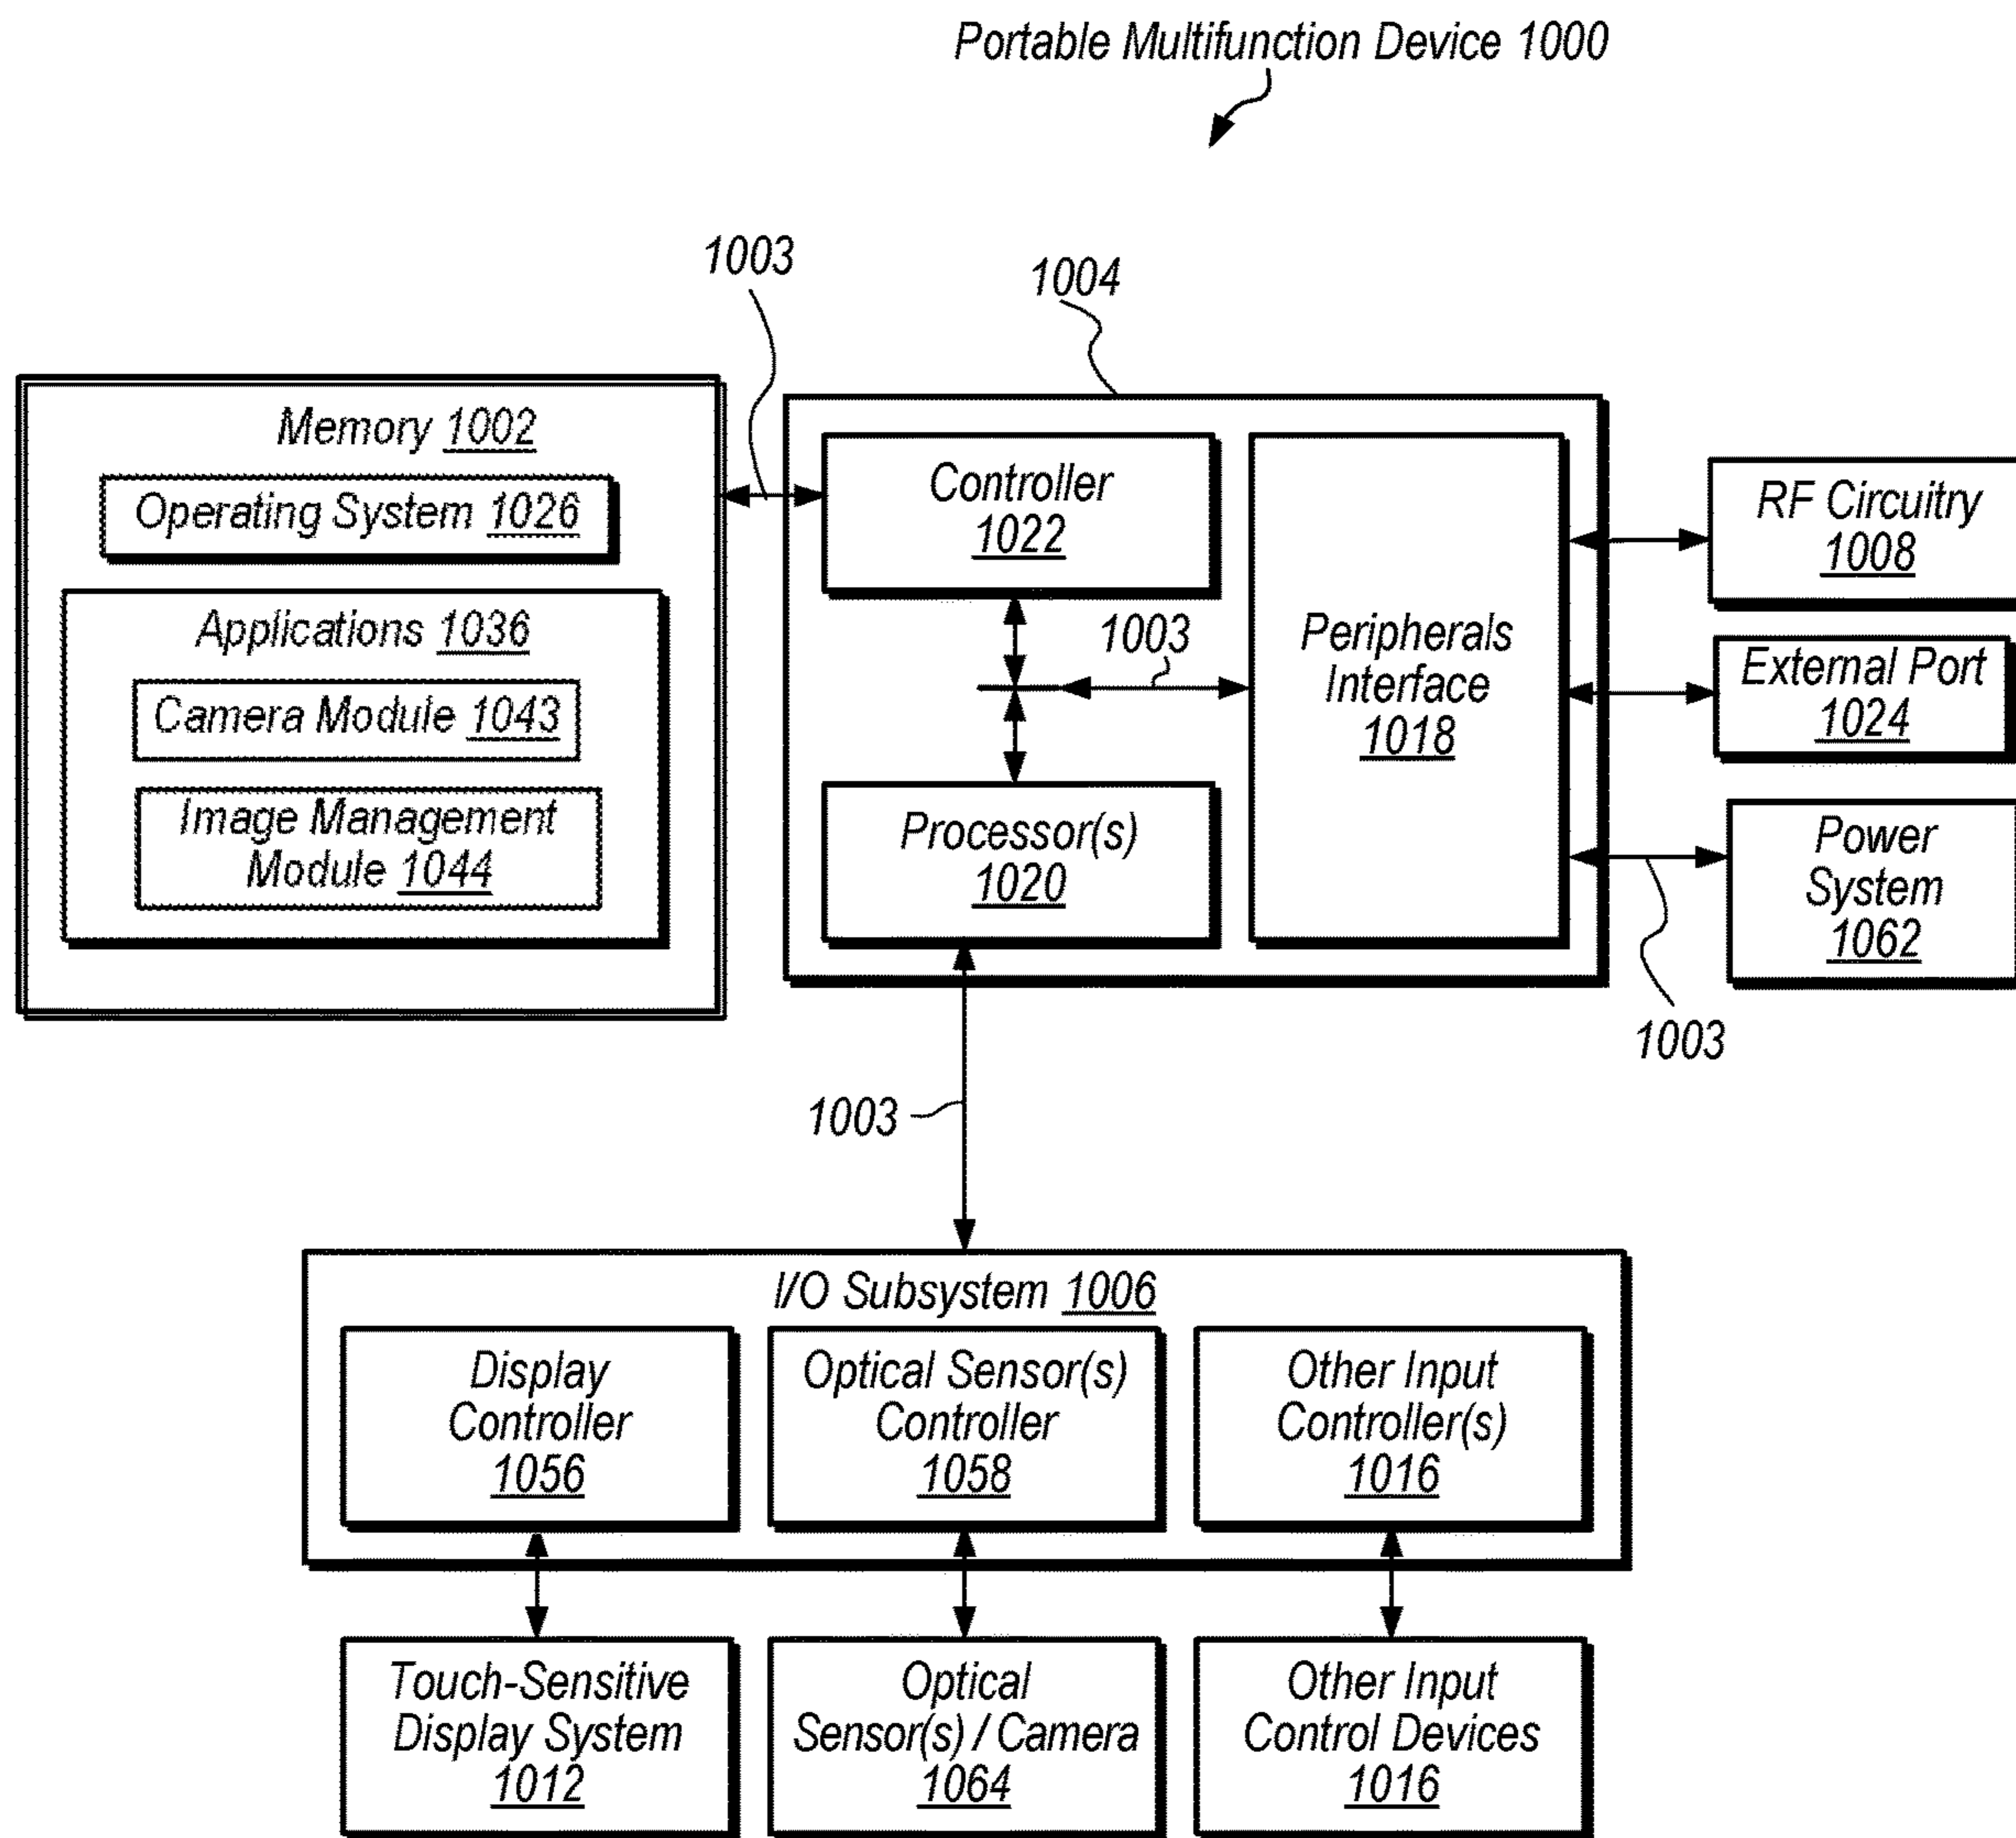 Portable Multifunction Device 1000
1003
1004
Memory 1002
Operating System 1026
Applications 1036
Camera Module 1043
Image Management
Module 1044
Controller
1022
1003
Processor(s)
1020
Peripherals
Interface
1018
RF Circuitry
1008
External Port
1024
Power
System
1062
1003
1003
I/O Subsystem 1006
Display
Controller
1056
Optical Sensor(s)
Controller
1058
Other Input
Controller(s)
1016
Touch-Sensitive
Display System
1012
Optical
Sensor(s) / Camera
1064
Other Input
Control Devices
1016